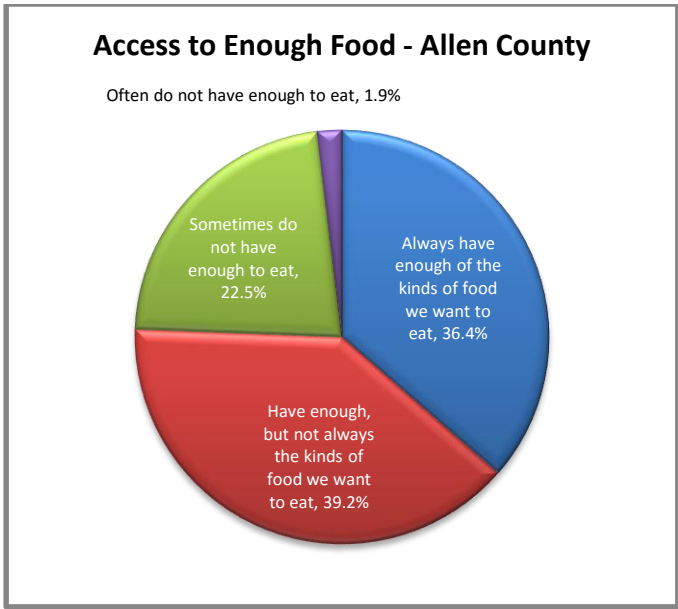 Access to Enough Food - Allen County
Often do not have enough to eat, 1.9%
Sometimes do
not have
enough to eat,
22.5%
Always have
enough of the
kinds of food
we want to
eat, 36.4%
Have enough,
but not always
the kinds of
food we want
to eat, 39.2%